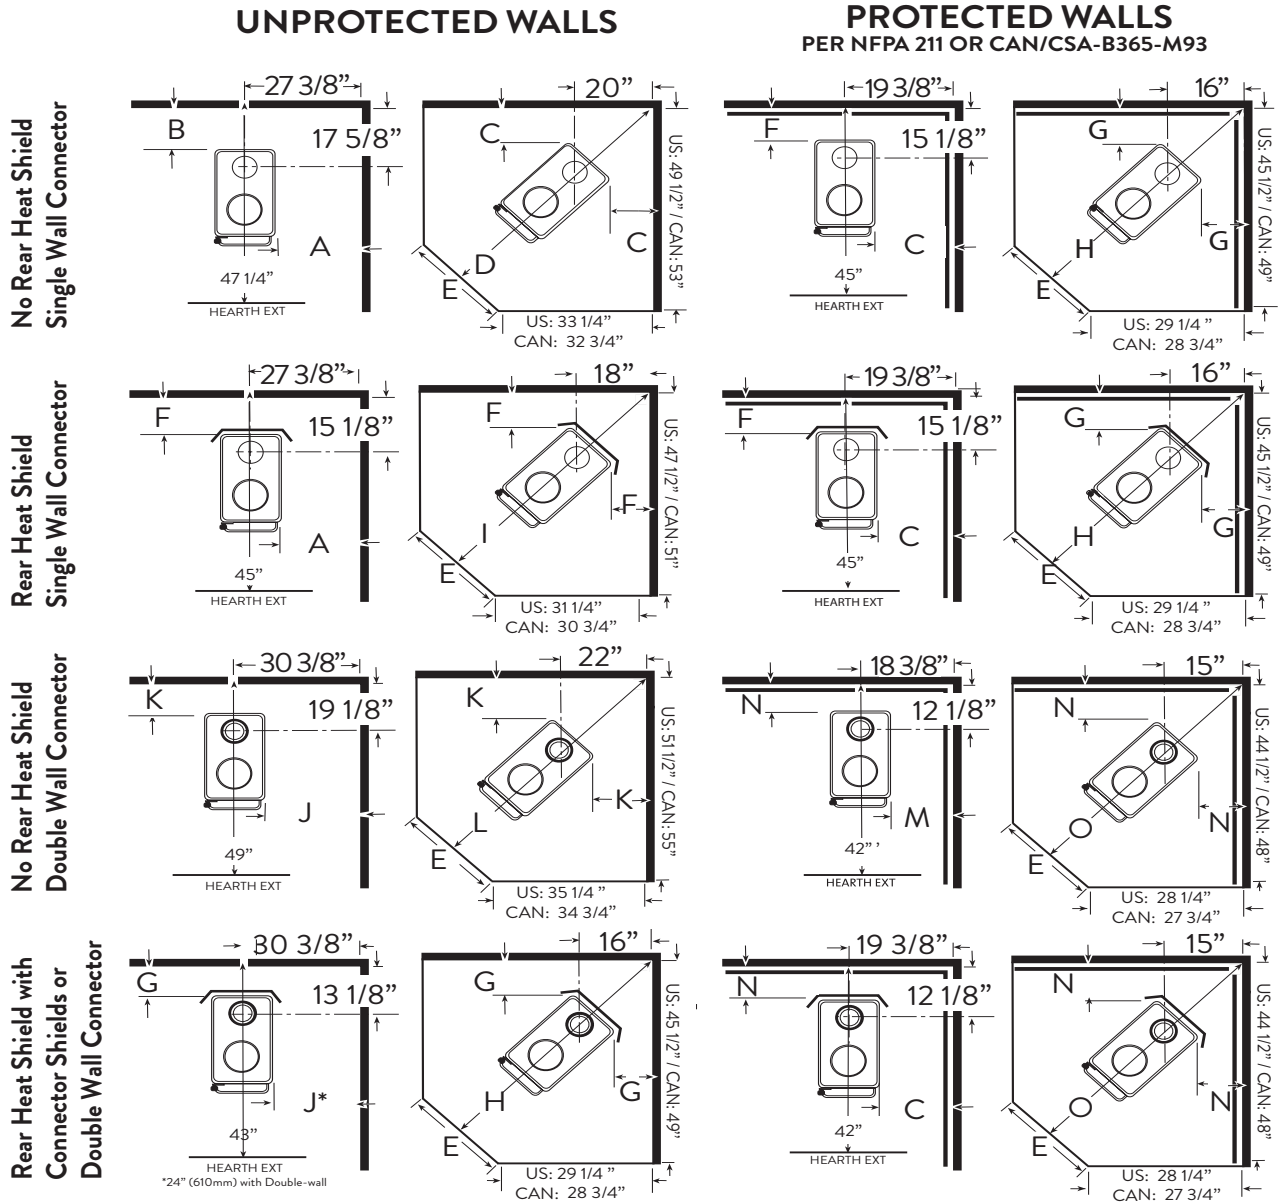 UNPROTECTED WALLS
PROTECTED WALLS
PER NFPA 211 OR CAN/CSA-B365-M93
No Rear Heat Shield
Single Wall Connector
27 3/8”
B
17 5/8”
A
47 1/4”
HEARTH EXT
20”
C
C
D
E
US: 49 1/2” / CAN: 53”
US: 33 1/4”
CAN: 32 3/4”
19 3/8”
F
15 1/8”
C
45”
HEARTH EXT
16”
G
G
H
E
US: 45 1/2” / CAN: 49”
US: 29 1/4 ”
CAN: 28 3/4”
Rear Heat Shield
Single Wall Connector
27 3/8”
F
15 1/8”
A
45”
HEARTH EXT
18”
F
F
I
E
US: 47 1/2” / CAN: 51”
US: 31 1/4”
CAN: 30 3/4”
19 3/8”
F
15 1/8”
C
45”
HEARTH EXT
16”
G
G
H
E
US: 45 1/2” / CAN: 49”
US: 29 1/4 ”
CAN: 28 3/4”
No Rear Heat Shield
Double Wall Connector
30 3/8”
K
19 1/8”
J
49”
HEARTH EXT
22”
K
K
L
E
US: 51 1/2” / CAN: 55”
US: 35 1/4 ”
CAN: 34 3/4”
18 3/8”
N
12 1/8”
M
42” ’
HEARTH EXT
15”
N
N
O
E
US: 44 1/2” / CAN: 48”
US: 28 1/4”
CAN: 27 3/4”
Rear Heat Shield with
Connector Shields or
Double Wall Connector
30 3/8”
G
13 1/8”
J*
43”
HEARTH EXT
*24” (610mm) with Double-wall
16”
G
G
H
E
US: 45 1/2” / CAN: 49”
US: 29 1/4 ”
CAN: 28 3/4”
19 3/8”
N
12 1/8”
C
42”
HEARTH EXT
15”
N
N
O
E
US: 44 1/2” / CAN: 48”
US: 28 1/4”
CAN: 27 3/4”